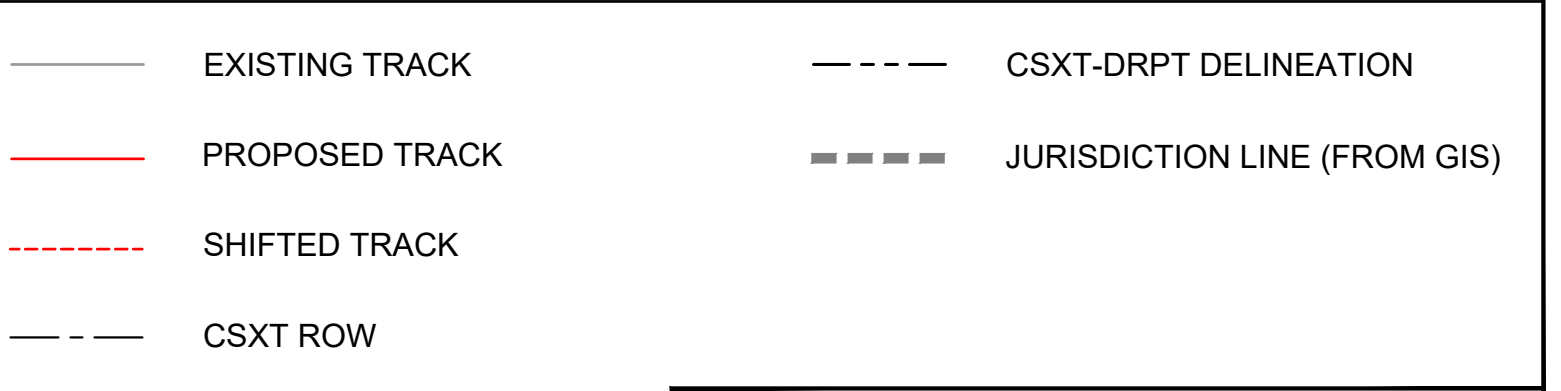 EXISTING TRACK
PROPOSED TRACK
SHIFTED TRACK
CSXT ROW
CSXT-DRPT DELINEATION
JURISDICTION LINE (FROM GIS)